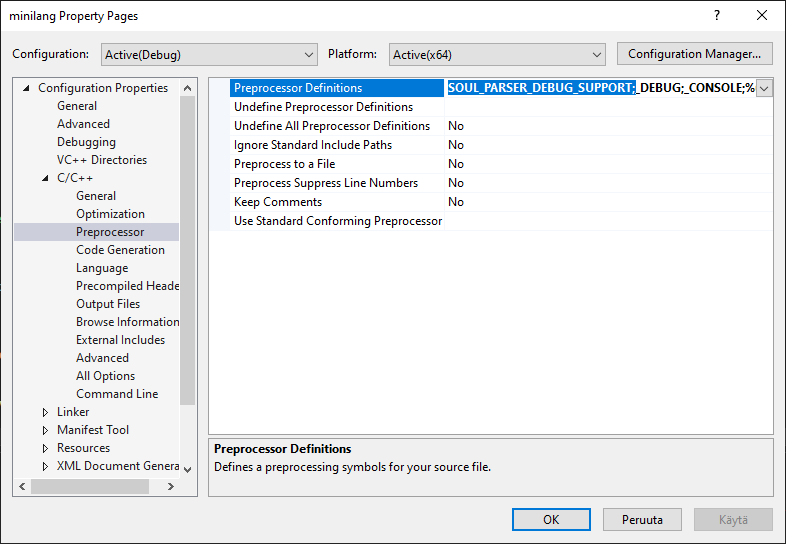 minilang Property Pages
Configuration: Active(Debug) Platform: Active(x64) Configuration Manager...
Configuration Properties
General
Advanced
Debugging
VC++ Directories
C/C++
General
Optimization
Preprocessor
Code Generation
Language
Precompiled Heade
Output Files
Browse Information
External Includes
Advanced
All Options
Command Line
Linker
Manifest Tool
Resources
XML Document Genera
Preprocessor Definitions SOUL_PARSER_DEBUG_SUPPORT;_DEBUG;_CONSOLE;%
Undefine Preprocessor Definitions
Undefine All Preprocessor Definitions No
Ignore Standard Include Paths No
Preprocess to a File No
Preprocess Suppress Line Numbers No
Keep Comments No
Use Standard Conforming Preprocessor
Preprocessor Definitions
Defines a preprocessing symbols for your source file.
OK Peruuta Käytä